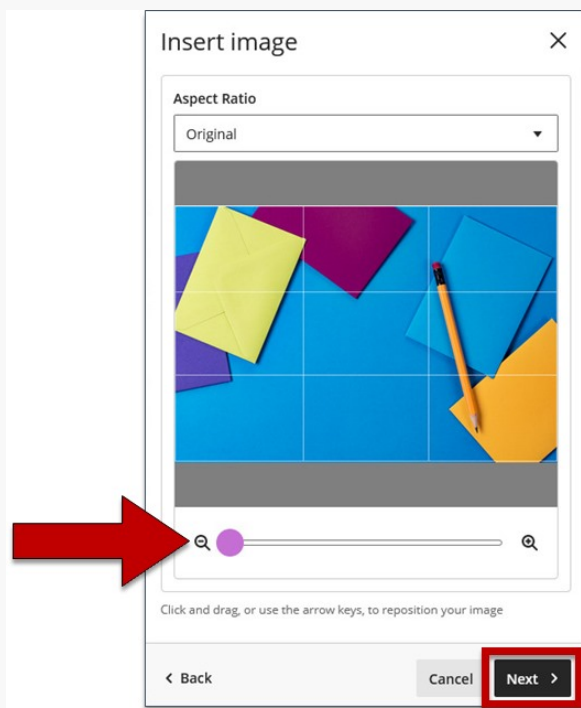 Insert image
Aspect Ratio
Original
Click and drag, or use the arrow keys, to reposition your image
Back Cancel Next